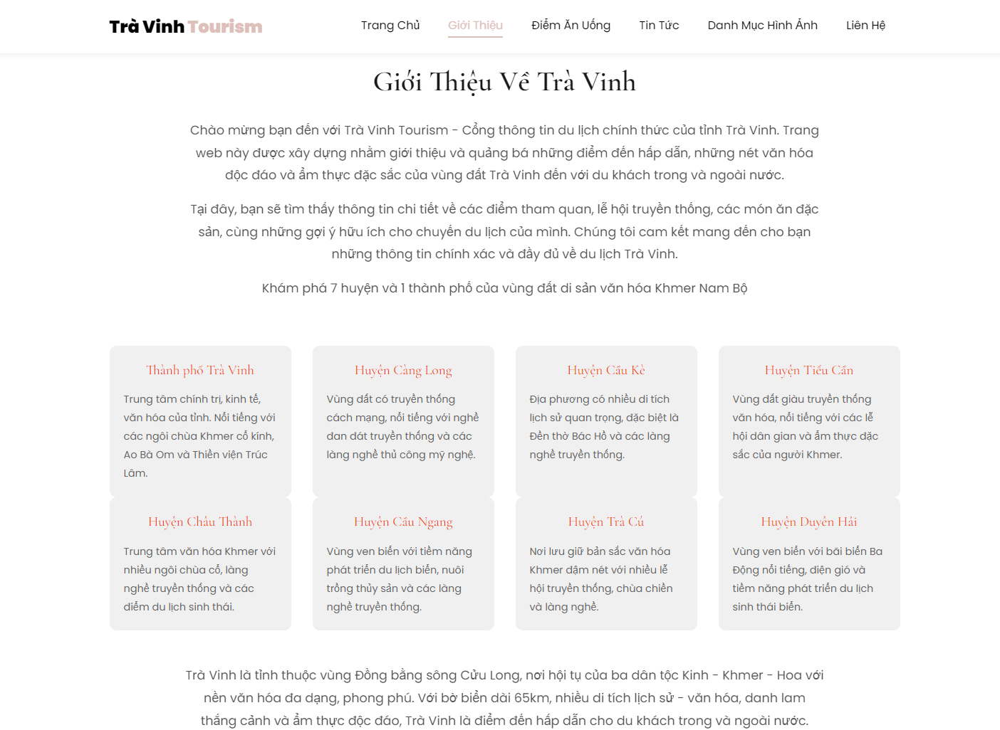 Trà Vinh Tourism
Trang Chủ
Giới Thiệu
Điểm Ăn Uống
Tin Tức
Danh Mục Hình Ảnh
Liên Hệ
Giới Thiệu Về Trà Vinh
Chào mừng bạn đến với Trà Vinh Tourism - Cổng thông tin du lịch chính thức của tỉnh Trà Vinh. Trang
web này được xây dựng nhằm giới thiệu và quảng bá những điểm đến hấp dẫn, những nét văn hóa
độc đáo và ẩm thực đặc sắc của vùng đất Trà Vinh đến với du khách trong và ngoài nước.
Tại đây, bạn sẽ tìm thấy thông tin chi tiết về các điểm tham quan, lễ hội truyền thống, các món ăn đặc
sản, cùng những gợi ý hữu ích cho chuyến du lịch của mình. Chúng tôi cam kết mang đến cho bạn
những thông tin chính xác và đầy đủ về du lịch Trà Vinh.
Khám phá 7 huyện và 1 thành phố của vùng đất di sản văn hóa Khmer Nam Bộ
Thành phố Trà Vinh
Trung tâm chính trị, kinh tế,
văn hóa của tỉnh. Nổi tiếng với
các ngôi chùa Khmer cổ kính,
Ao Bà Om và Thiền viện Trúc
Lâm.
Huyện Càng Long
Vùng đất có truyền thống
cách mạng, nổi tiếng với nghề
đan đát truyền thống và các
làng nghề thủ công mỹ nghệ.
Huyện Cầu Kè
Địa phương có nhiều di tích
lịch sử quan trọng, đặc biệt là
Đền thờ Bác Hồ và các làng
nghề truyền thống.
Huyện Tiểu Cần
Vùng đất giàu truyền thống
văn hóa, nổi tiếng với các lễ
hội dân gian và ẩm thực đặc
sắc của người Khmer.
Huyện Châu Thành
Trung tâm văn hóa Khmer với
nhiều ngôi chùa cổ, làng
nghề truyền thống và các
điểm du lịch sinh thái.
Huyện Cầu Ngang
Vùng ven biển với tiềm năng
phát triển du lịch biển, nuôi
trồng thủy sản và các làng
nghề truyền thống.
Huyện Trà Cú
Nơi lưu giữ bản sắc văn hóa
Khmer đậm nét với nhiều lễ
hội truyền thống, chùa chiền
và làng nghề.
Huyện Duyên Hải
Vùng ven biển với bãi biển Ba
Động nổi tiếng, điện gió và
tiềm năng phát triển du lịch
sinh thái biển.
Trà Vinh là tỉnh thuộc vùng Đồng bằng sông Cửu Long, nơi hội tụ của ba dân tộc Kinh - Khmer - Hoa với
nền văn hóa đa dạng, phong phú. Với bờ biển dài 65km, nhiều di tích lịch sử - văn hóa, danh lam
thắng cảnh và ẩm thực độc đáo, Trà Vinh là điểm đến hấp dẫn cho du khách trong và ngoài nước.